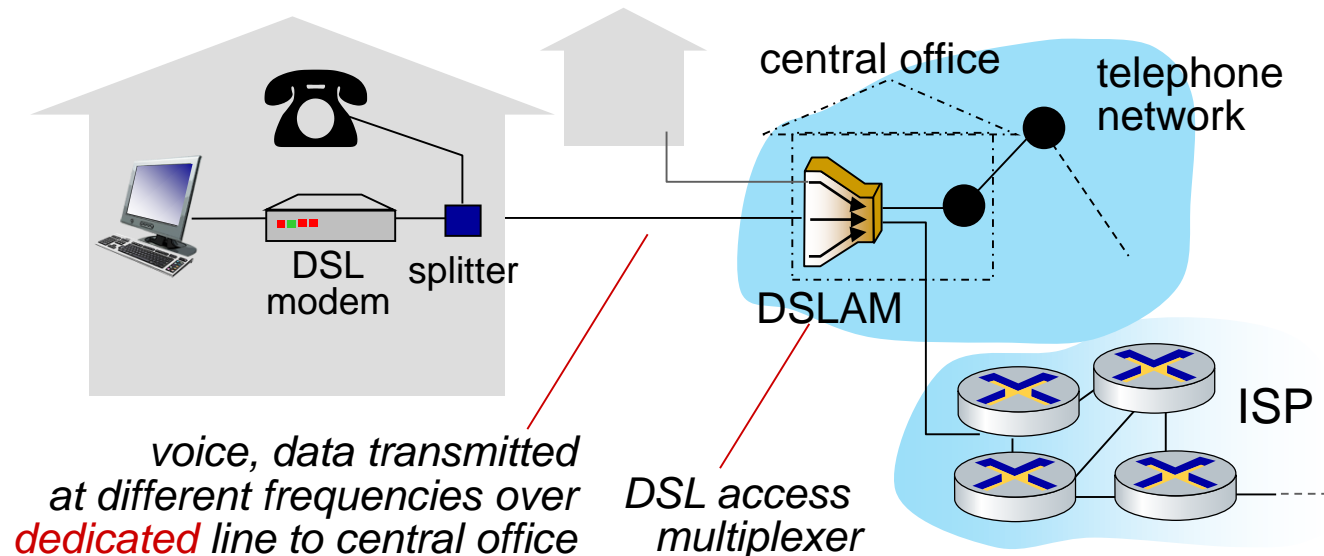 central office
telephone
network
DSL
modem
splitter
DSLAM
ISP
voice, data transmitted
at different frequencies over
dedicated line to central office
DSL access
multiplexer